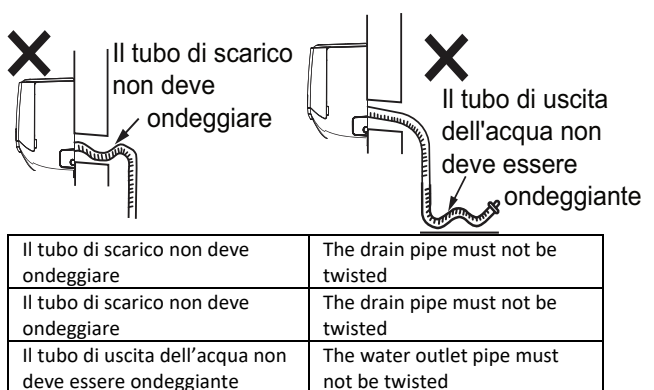 Il tubo di scarico
non deve
ondeggiare
Il tubo di uscita
dell'acqua non
deve essere
ondeggiante
Il tubo di scarico non deve
ondeggiare
The drain pipe must not be
twisted
Il tubo di scarico non deve
ondeggiare
The drain pipe must not be
twisted
Il tubo di uscita dell’acqua non
deve essere ondeggiante
The water outlet pipe must
not be twisted